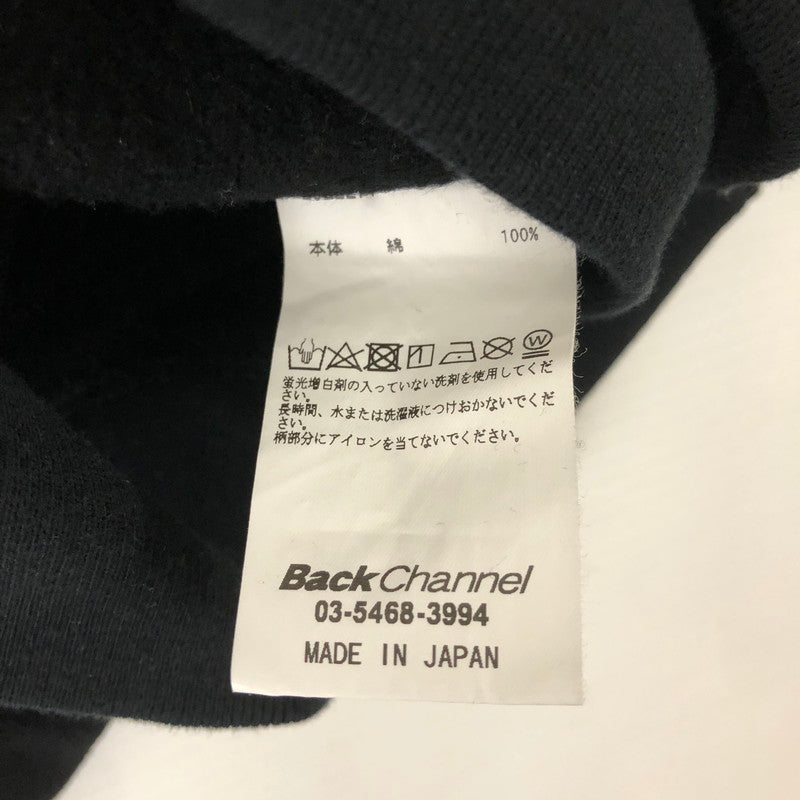 本体 綿 100%
W
蛍光増白剤の入っていない洗剤を使用してくだ
さい。
長時間、水または洗濯液につけおかないでくだ
さい。
柄部分にアイロンを当てないでください。
BackChannel
03-5468-3994
MADE IN JAPAN